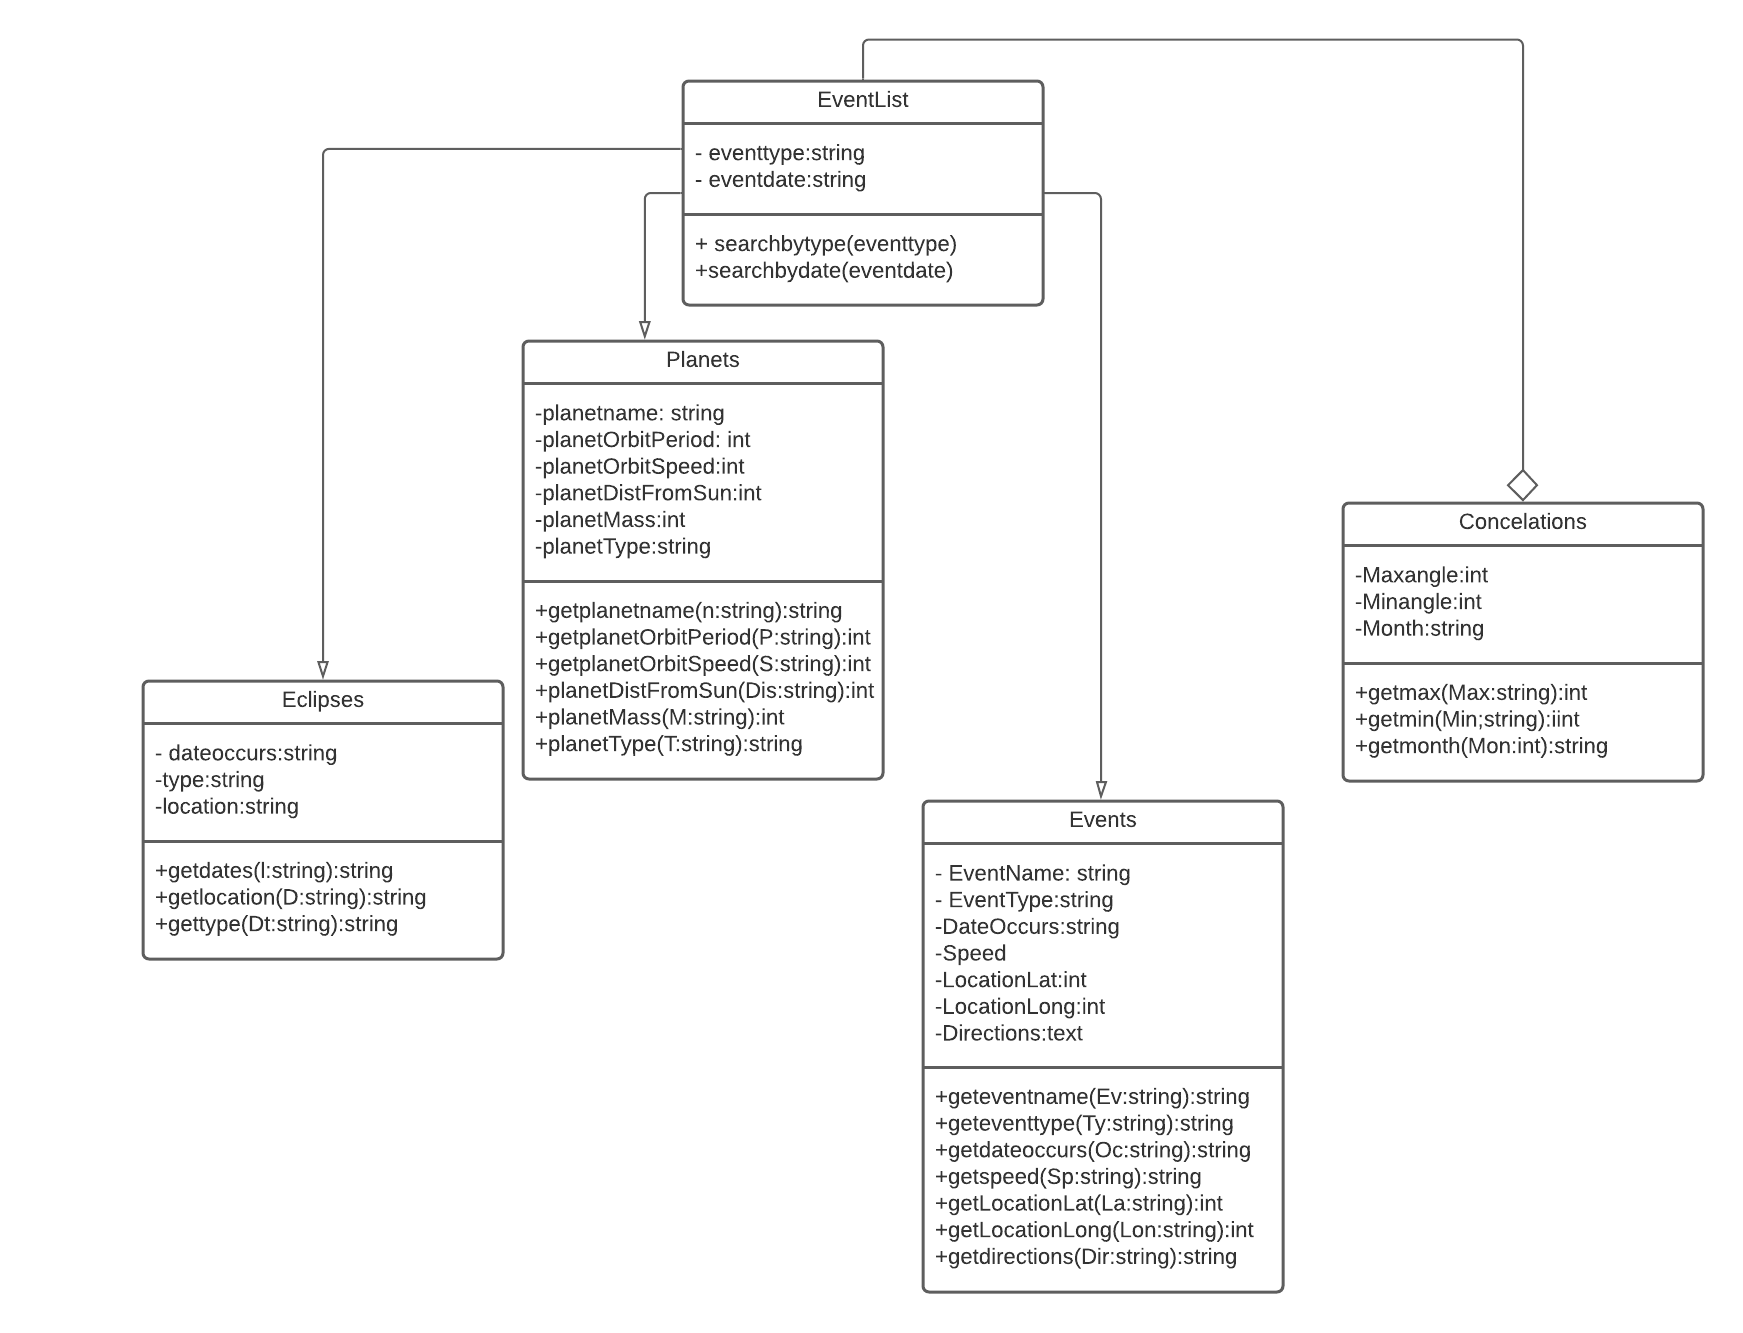 EventList
- eventtype:string
- eventdate:string
+ searchbytype(eventtype)
+searchbydate(eventdate)
Planets
-planetname: string
-planetOrbitPeriod: int
-planetOrbitSpeed:int
-planetDistFromSun:int
-planetMass:int
-planetType:string
+getplanetname(n:string):string
+getplanetOrbitPeriod(P:string):int
+getplanetOrbitSpeed(S:string):int
+planetDistFromSun(Dis:string):int
+planetMass(M:string):int
+planetType(T:string):string
Concelations
-Maxangle:int
-Minangle:int
-Month:string
+getmax(Max:string):int
+getmin(Min;string):iint
+getmonth(Mon:int):string
Eclipses
- dateoccurs:string
-type:string
-location:string
+getdates(l:string):string
+getlocation(D:string):string
+gettype(Dt:string):string
Events
- EventName: string
- EventType:string
-DateOccurs:string
-Speed
-LocationLat:int
-LocationLong:int
-Directions:text
+geteventname(Ev:string):string
+geteventtype(Ty:string):string
+getdateoccurs(Oc:string):string
+getspeed(Sp:string):string
+getLocationLat(La:string):int
+getLocationLong(Lon:string):int
+getdirections(Dir:string):string